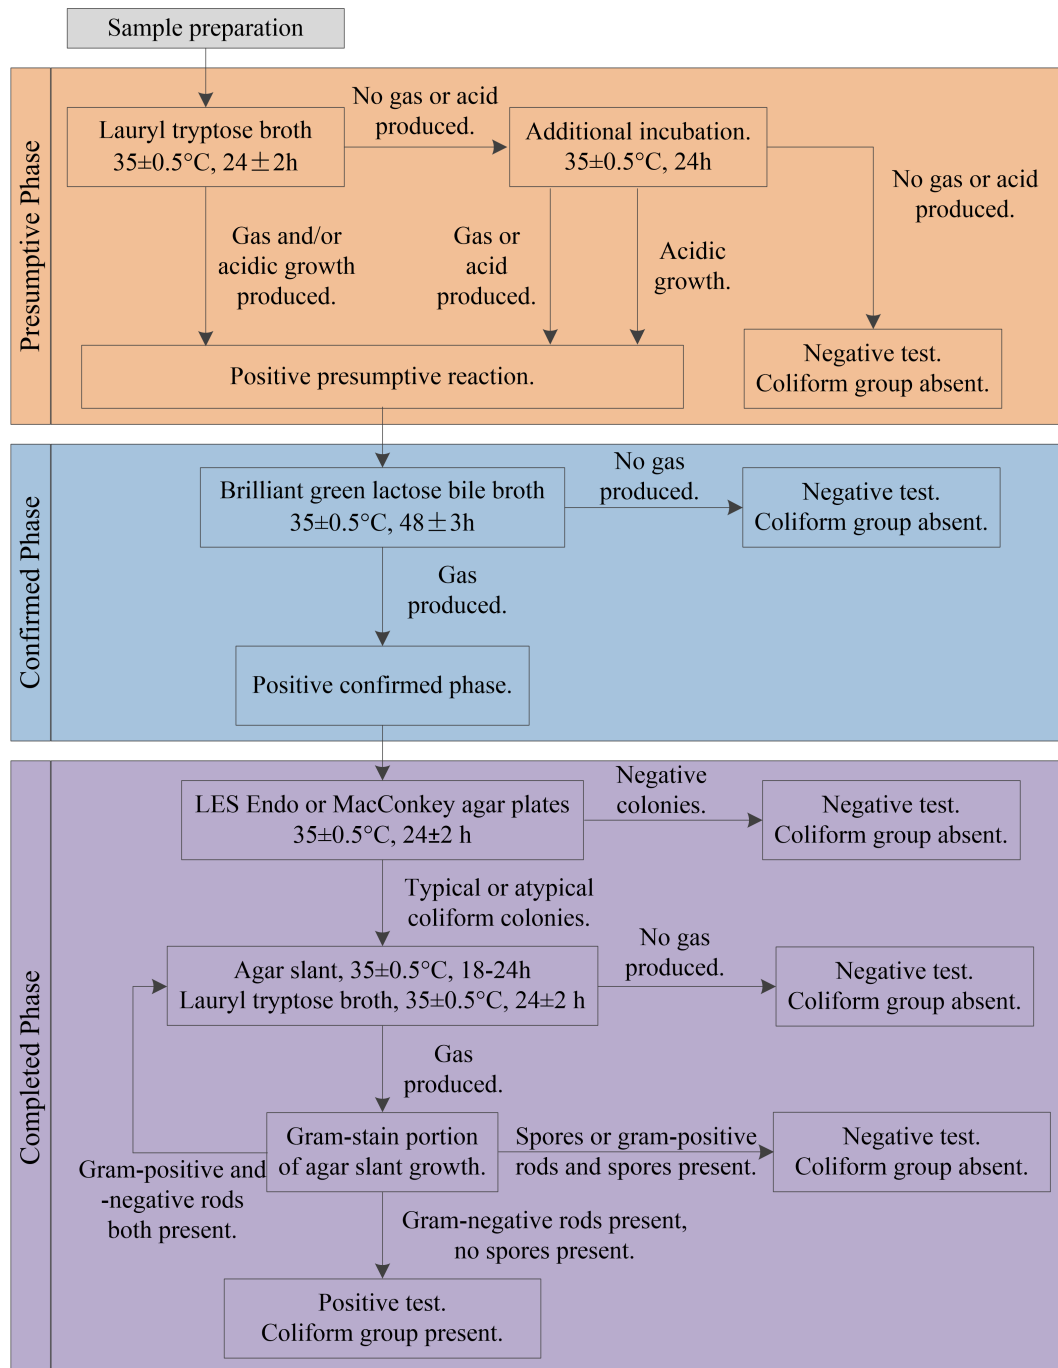 Sample preparation
Presumptive Phase
Lauryl tryptose broth
35±0.5°C, 24±2h
No gas or acid
produced.
Additional incubation.
35±0.5°C, 24h
No gas or acid
produced.
Gas and/or
acidic growth
produced.
Gas or
acid
produced.
Acidic
growth.
Positive presumptive reaction.
Negative test.
Coliform group absent.
Confirmed Phase
Brilliant green lactose bile broth
35±0.5°C, 48±3h
No gas
produced.
Negative test.
Coliform group absent.
Gas
produced.
Positive confirmed phase.
Completed Phase
LES Endo or MacConkey agar plates
35±0.5°C, 24±2 h
Negative
colonies.
Negative test.
Coliform group absent.
Typical or atypical
coliform colonies.
Agar slant, 35±0.5°C, 18-24h
Lauryl tryptose broth, 35±0.5°C, 24±2 h
No gas
produced.
Negative test.
Coliform group absent.
Gas
produced.
Gram-stain portion
of agar slant growth.
Spores or gram-positive
rods and spores present.
Negative test.
Coliform group absent.
Gram-positive and
-negative rods
both present.
Gram-negative rods present,
no spores present.
Positive test.
Coliform group present.